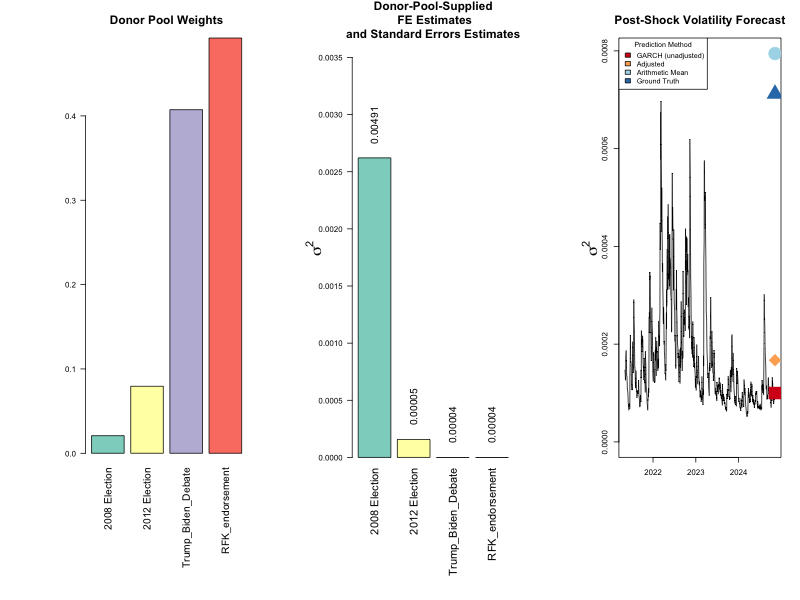 Donor Pool Weights
0.4
0.3
0.2
0.1
0.0
2008 Election
2012 Election
Trump_Biden_Debate
RFK_endorsement
Donor-Pool-Supplied
FE Estimates
and Standard Errors Estimates
σ²
0.0035
0.0030
0.0025
0.0020
0.0015
0.0010
0.0005
0.0000
0.00491
0.00005
0.00004
0.00004
2008 Election
2012 Election
Trump_Biden_Debate
RFK_endorsement
Post-Shock Volatility Forecast
σ²
0.0008
0.0006
0.0004
0.0002
0.0000
Prediction Method
GARCH (unadjusted)
Adjusted
Arithmetic Mean
Ground Truth
2022
2023
2024